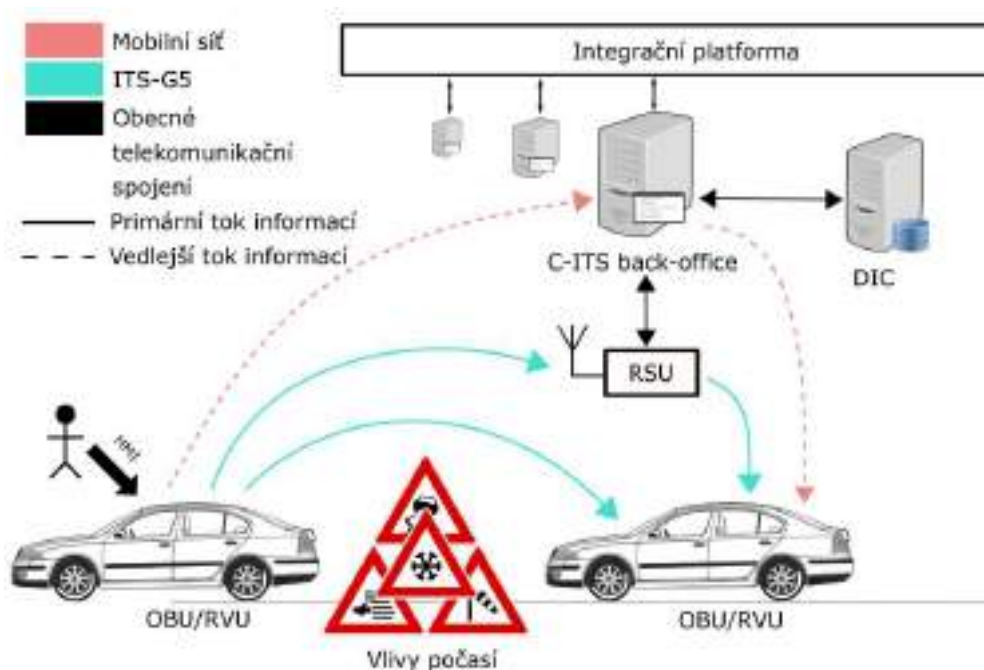 Mobilní síť
ITS-G5
Obecné
telekomunikační
spojení
Primární tok informací
Vedlejší tok informací
Integrační platforma
C-ITS back-office
DIC
RSU
HMI
OBU/RVU
OBU/RVU
Vlivy počasí